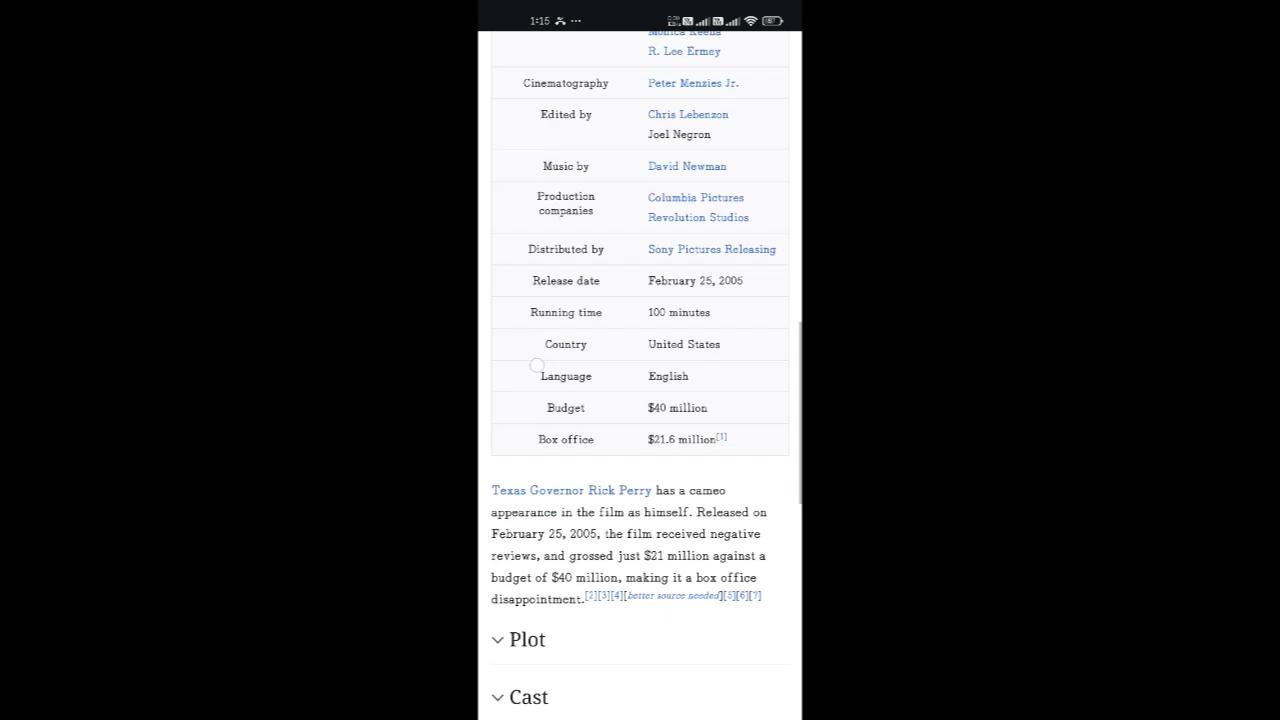 1:15
Monica Keena
R. Lee Ermey
Cinematography Peter Menzies Jr.
Edited by Chris Lebenzon
Joel Negron
Music by David Newman
Production companies Columbia Pictures
Revolution Studios
Distributed by Sony Pictures Releasing
Release date February 25, 2005
Running time 100 minutes
Country United States
Language English
Budget $40 million
Box office $21.6 million[1]
Texas Governor Rick Perry has a cameo
appearance in the film as himself. Released on
February 25, 2005, the film received negative
reviews, and grossed just $21 million against a
budget of $40 million, making it a box office
disappointment.[2][3][4][better source needed][5][6][7]
Plot
Cast